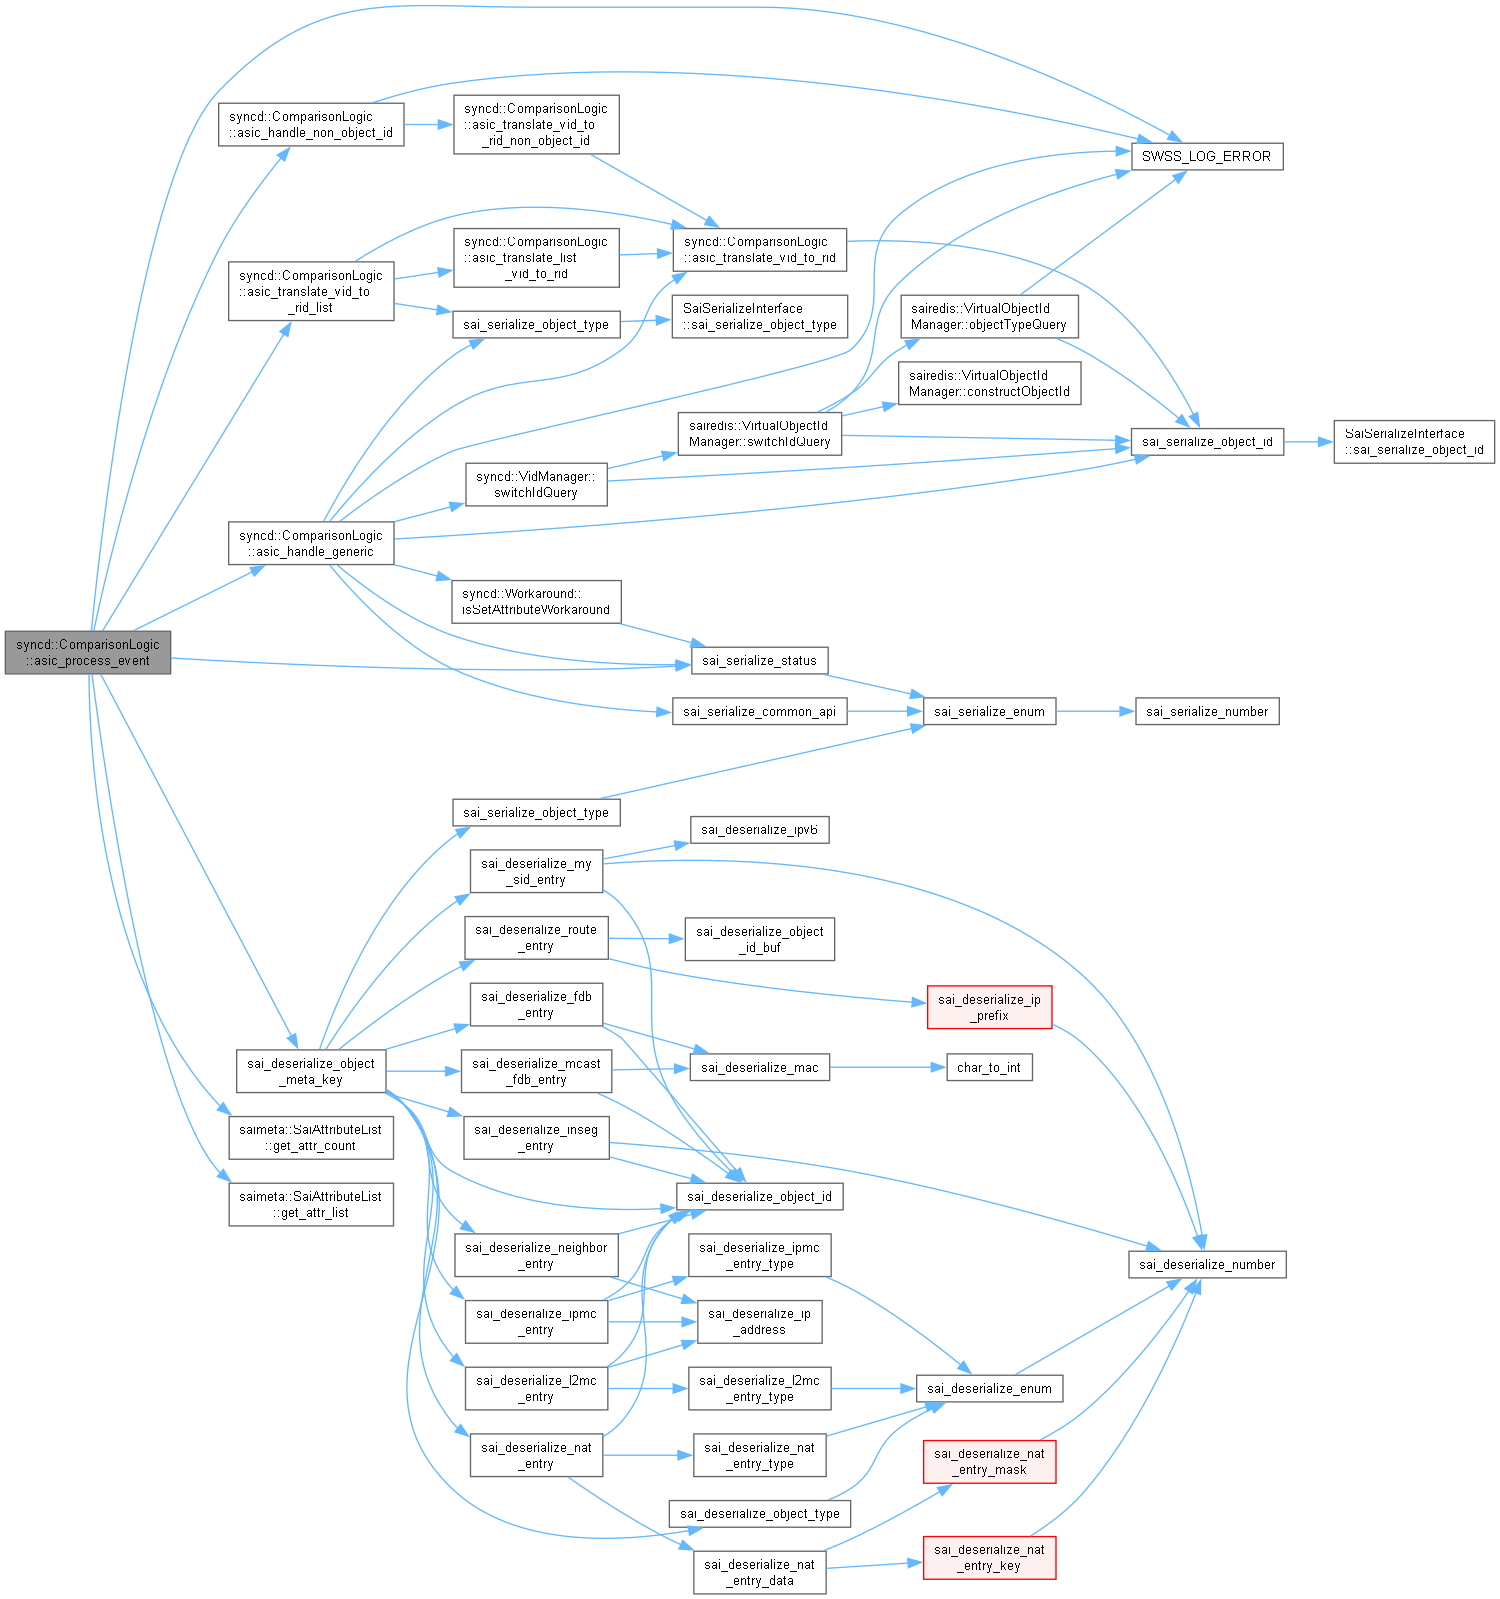 syncd::ComparisonLogic
::asic_process_event
syncd::ComparisonLogic
::asic_handle_non_object_id
syncd::ComparisonLogic
::asic_translate_vid_to
_rid_non_object_id
SWSS_LOG_ERROR
syncd::ComparisonLogic
::asic_translate_vid_to
_rid_list
syncd::ComparisonLogic
::asic_translate_list
_vid_to_rid
syncd::ComparisonLogic
::asic_translate_vid_to_rid
sai_serialize_object_type
SaiSerializeInterface
::sai_serialize_object_type
sairedis::VirtualObjectId
Manager::objectTypeQuery
sairedis::VirtualObjectId
Manager::constructObjectId
sairedis::VirtualObjectId
Manager::switchIdQuery
sai_serialize_object_id
SaiSerializeInterface
::sai_serialize_object_id
syncd::VidManager::
switchIdQuery
syncd::ComparisonLogic
::asic_handle_generic
syncd::Workaround::
isSetAttributeWorkaround
sai_serialize_status
sai_serialize_common_api
sai_serialize_enum
sai_serialize_number
sai_serialize_object_type
sai_deserialize_ipv6
sai_deserialize_my
_sid_entry
sai_deserialize_route
_entry
sai_deserialize_object
_id_buf
sai_deserialize_fdb
_entry
sai_deserialize_ip
_prefix
sai_deserialize_object
_meta_key
sai_deserialize_mcast
_fdb_entry
sai_deserialize_mac
char_to_int
saimeta::SaiAttributeList
::get_attr_count
sai_deserialize_inseg
_entry
saimeta::SaiAttributeList
::get_attr_list
sai_deserialize_object_id
sai_deserialize_neighbor
_entry
sai_deserialize_ipmc
_entry_type
sai_deserialize_number
sai_deserialize_ipmc
_entry
sai_deserialize_ip
_address
sai_deserialize_l2mc
_entry
sai_deserialize_l2mc
_entry_type
sai_deserialize_enum
sai_deserialize_nat
_entry
sai_deserialize_nat
_entry_type
sai_deserialize_nat
_entry_mask
sai_deserialize_object_type
sai_deserialize_nat
_entry_data
sai_deserialize_nat
_entry_key